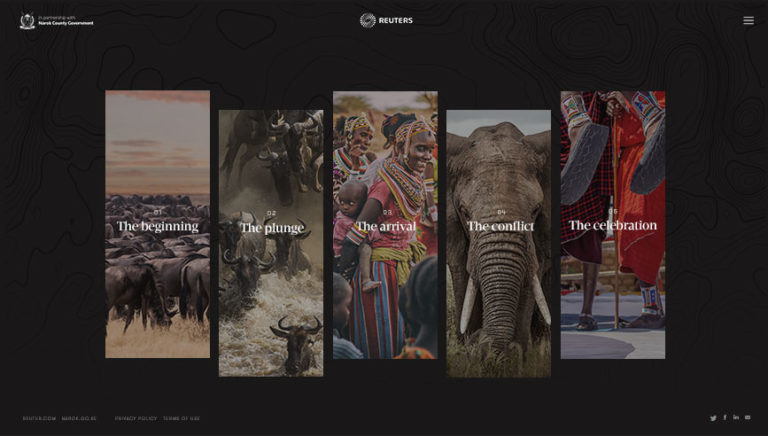 In partnership with
Narok County Government
REUTERS
01
The beginning
02
The plunge
03
The arrival
04
The conflict
05
The celebration
REUTER.COM NAROK.GO.KE PRIVACY POLICY TERMS OF USE